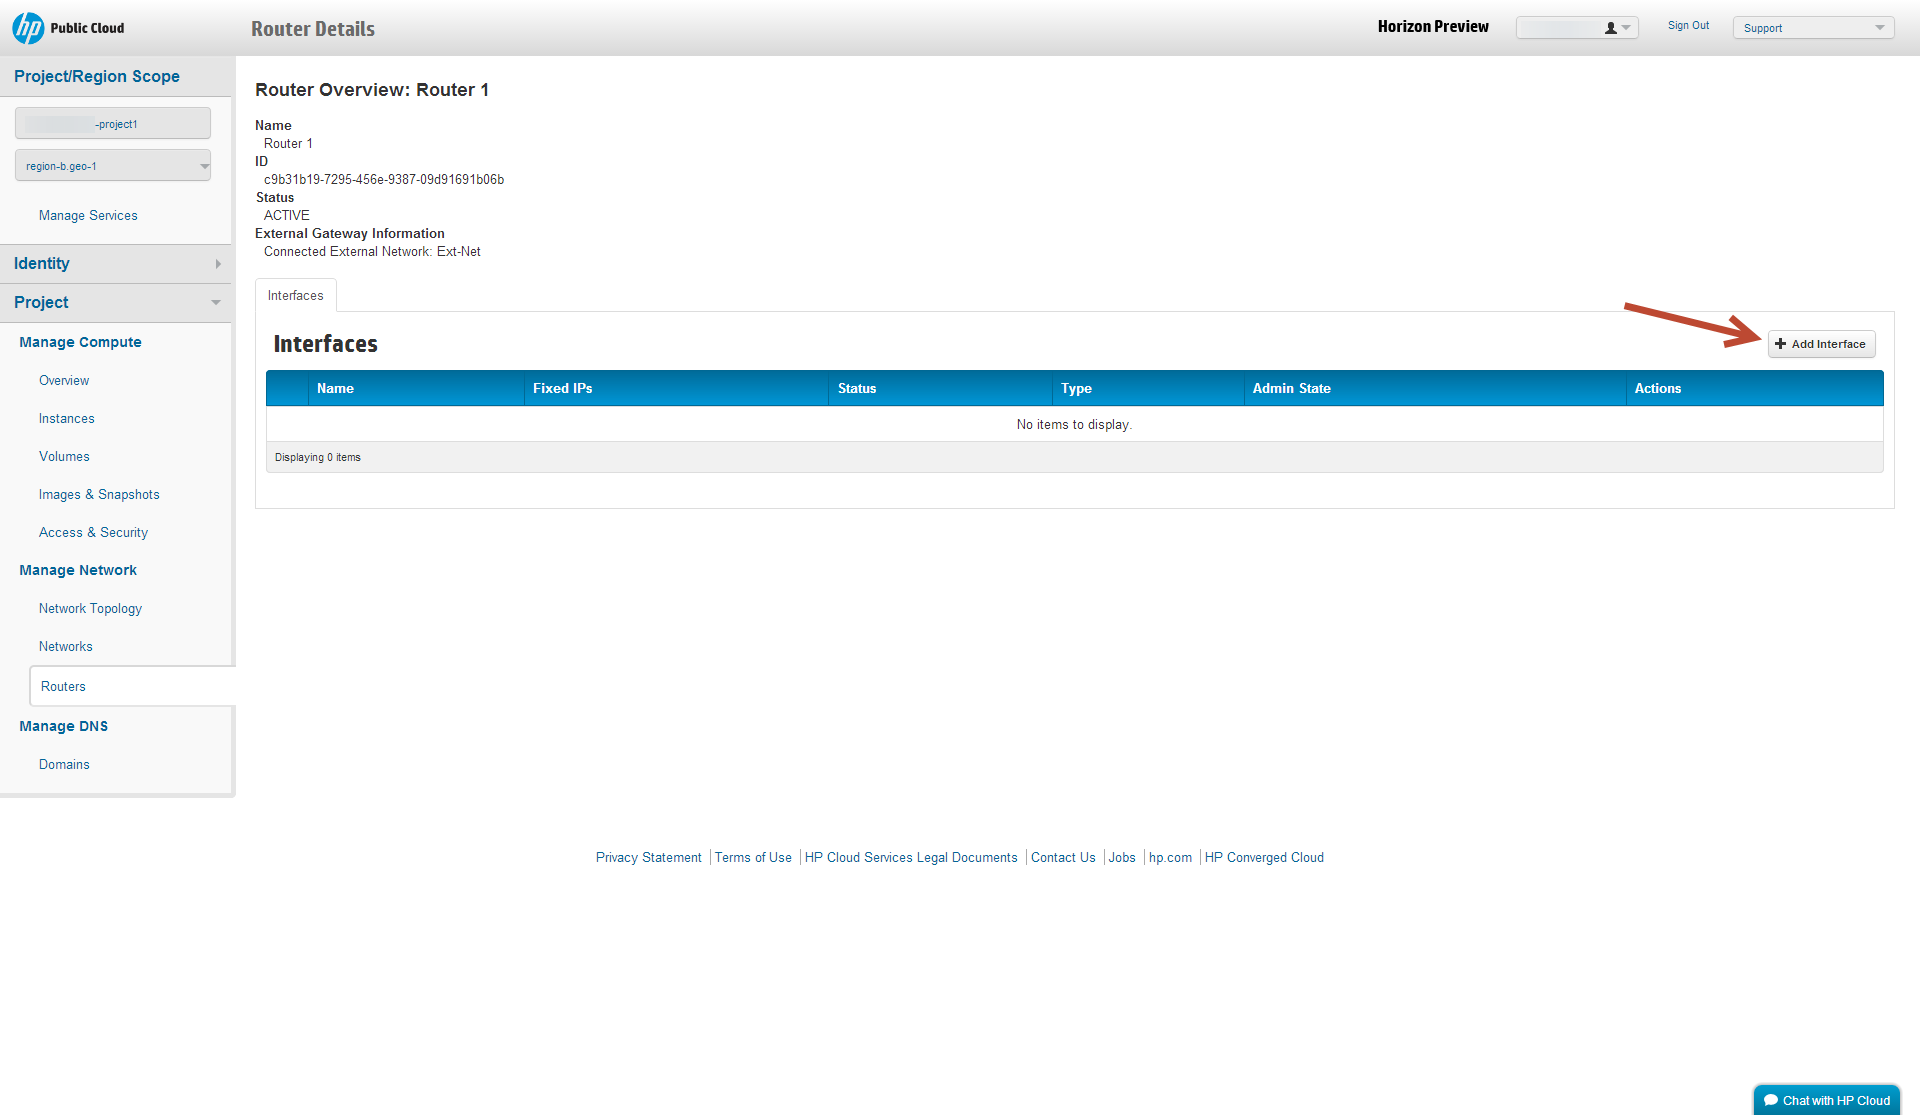 hp Public Cloud
Router Details
Horizon Preview
Sign Out
Support
Project/Region Scope
-project1
region-b.geo-1
Manage Services
Identity
Project
Manage Compute
Overview
Instances
Volumes
Images & Snapshots
Access & Security
Manage Network
Network Topology
Networks
Routers
Manage DNS
Domains
Router Overview: Router 1
Name
Router 1
ID
c9b31b19-7295-456e-9387-09d91691b06b
Status
ACTIVE
External Gateway Information
Connected External Network: Ext-Net
Interfaces
Interfaces
Add Interface
Name Fixed IPs Status Type Admin State Actions
No items to display.
Displaying 0 items
Privacy Statement Terms of Use HP Cloud Services Legal Documents Contact Us Jobs hp.com HP Converged Cloud
Chat with HP Cloud